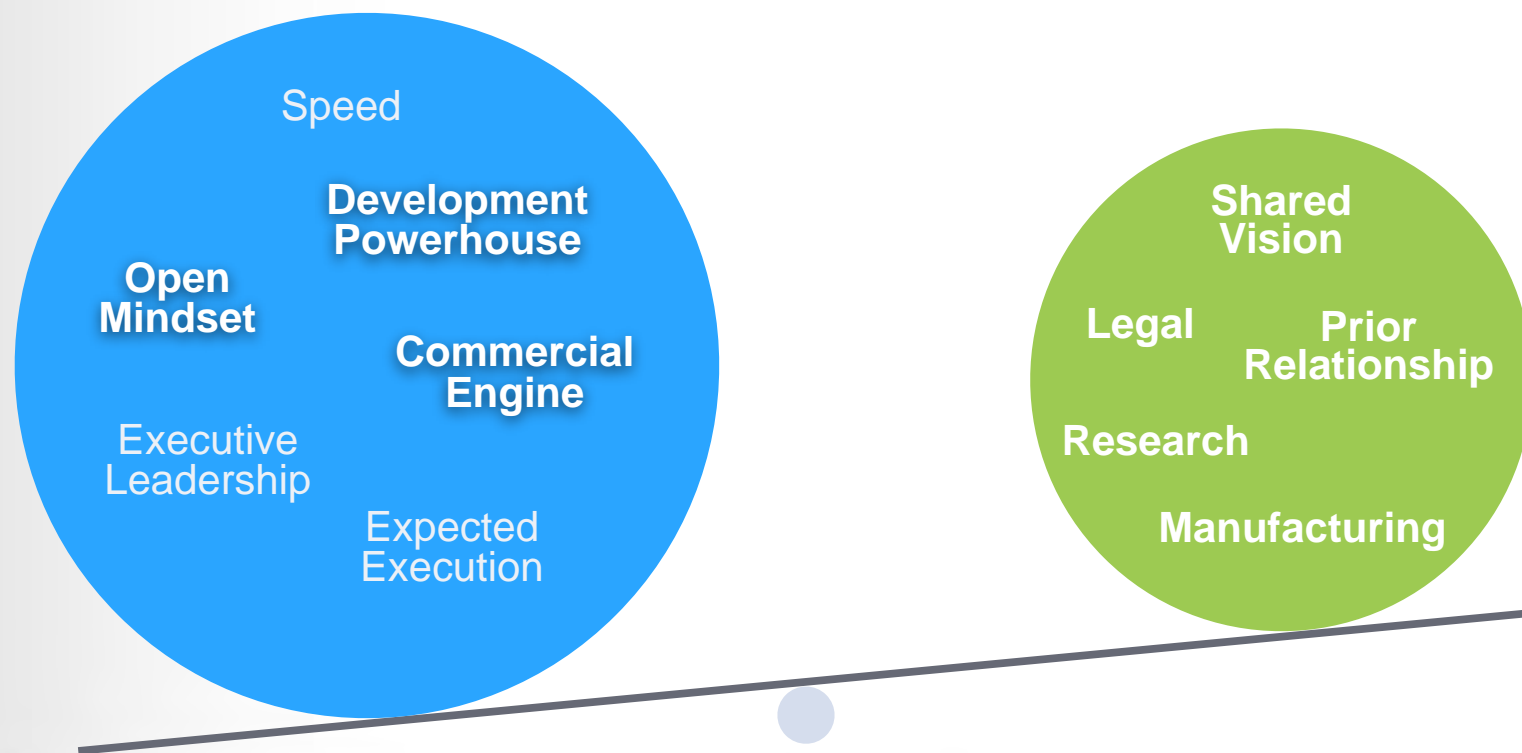 Speed
Development
Powerhouse
Open
Mindset
Commercial
Engine
Executive
Leadership
Expected
Execution
Shared
Vision
Legal
Prior
Relationship
Research
Manufacturing